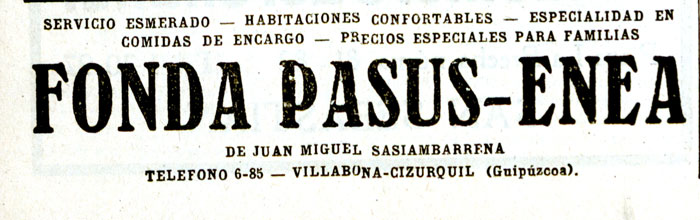 SERVICIO ESMERADO — HABITACIONES CONFORTABLES — ESPECIALIDAD EN
COMIDAS DE ENCARGO — PRECIOS ESPECIALES PARA FAMILIAS
FONDA PASUS-ENEA
DE JUAN MIGUEL SASIAMBARRENA
TELEFONO 6-85 — VILLABONA-CIZURQUIL (Guipúzcoa).